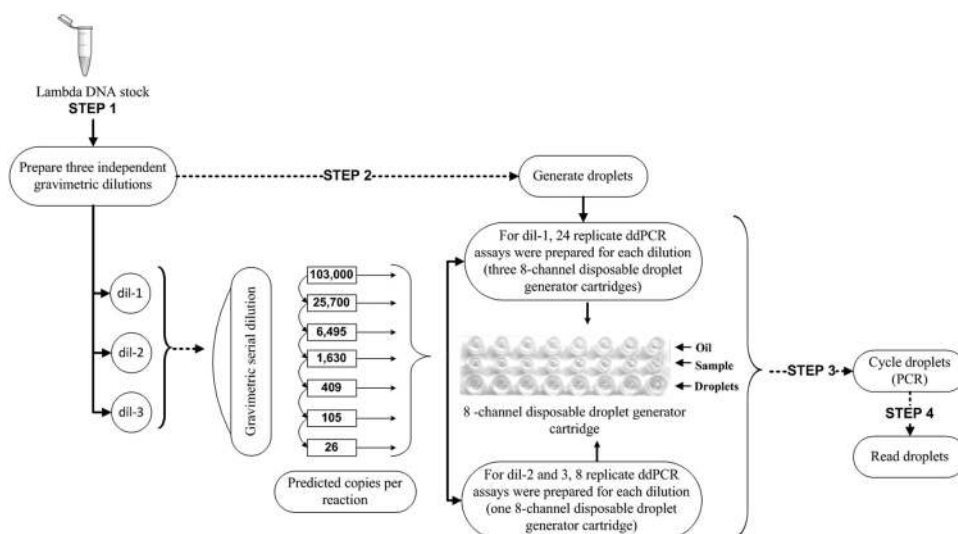 Lambda DNA stock
STEP 1
Prepare three independent
gravimetric dilutions
STEP 2
Generate droplets
dil-1
dil-2
dil-3
Gravimetric serial dilution
103,000
25,700
6,495
1,630
409
105
26
Predicted copies per
reaction
For dil-1, 24 replicate ddPCR
assays were prepared for each dilution
(three 8-channel disposable droplet
generator cartridges)
Oil
Sample
Droplets
8 -channel disposable droplet generator
cartridge
For dil-2 and 3, 8 replicate ddPCR
assays were prepared for each dilution
(one 8-channel disposable droplet
generator cartridge)
STEP 3
Cycle droplets
(PCR)
STEP 4
Read droplets